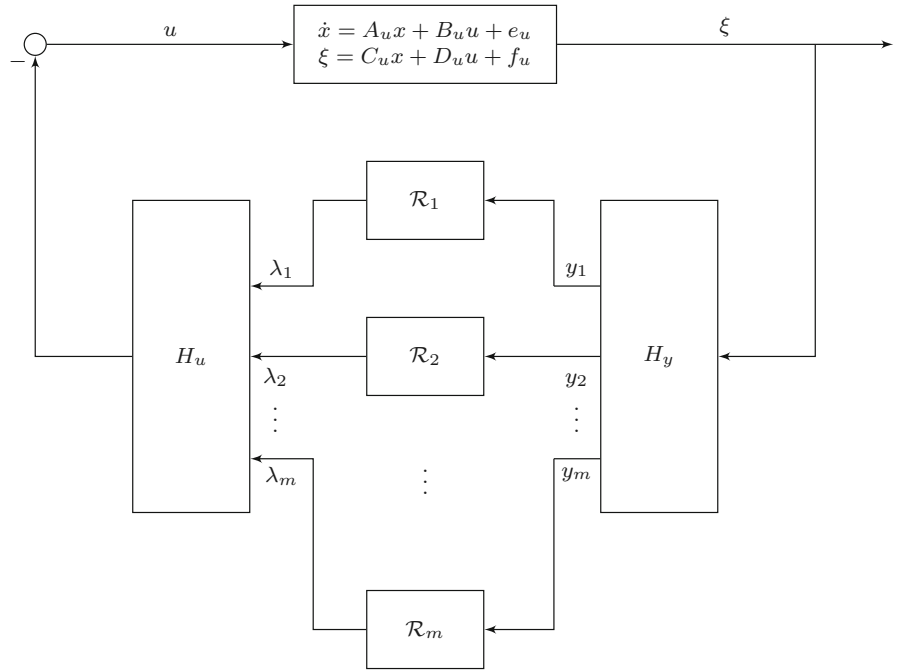 u
ẋ = A_u x + B_u u + e_u
ξ = C_u x + D_u u + f_u
ξ
−
R_1
λ_1
y_1
H_u
R_2
H_y
λ_2
y_2
⋮
⋮
λ_m
⋮
y_m
R_m